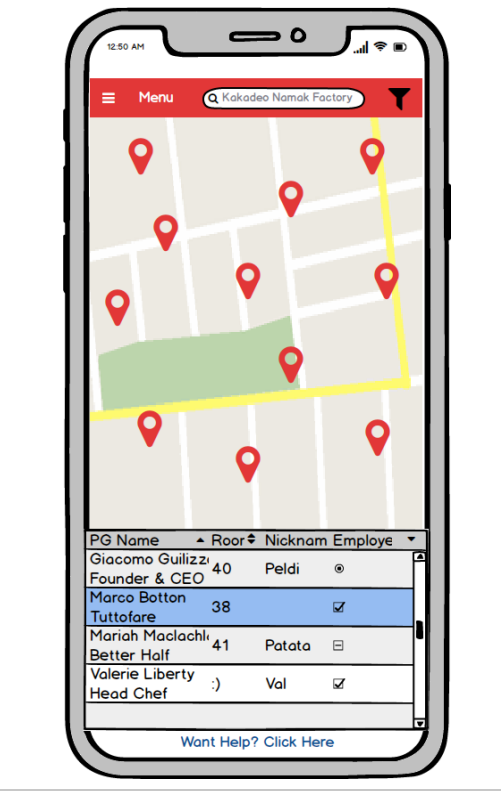 12:50 AM
Menu
Kakadeo Namak Factory
PG Name Roor Nicknam Employe
Giacomo Guilizz
Founder & CEO
40 Peldi
Marco Botton
Tuttofare
38
Mariah Maclachl
Better Half
41 Patata
Valerie Liberty
Head Chef
:) Val
Want Help? Click Here